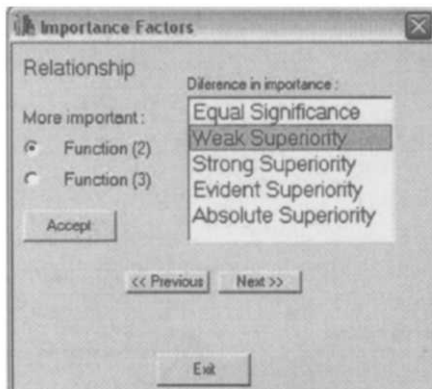 Importance Factors
Relationship
Diference in importance :
More important :
Function (2)
Function (3)
Equal Significance
Weak Superiority
Strong Superiority
Evident Superiority
Absolute Superiority
Accept
<< Previous
Next >>
Exit